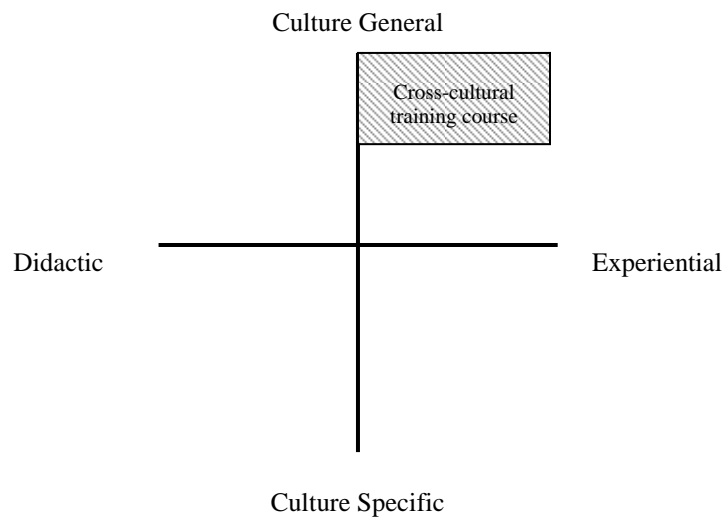 Culture General
Cross-cultural
training course
Didactic
Experiential
Culture Specific